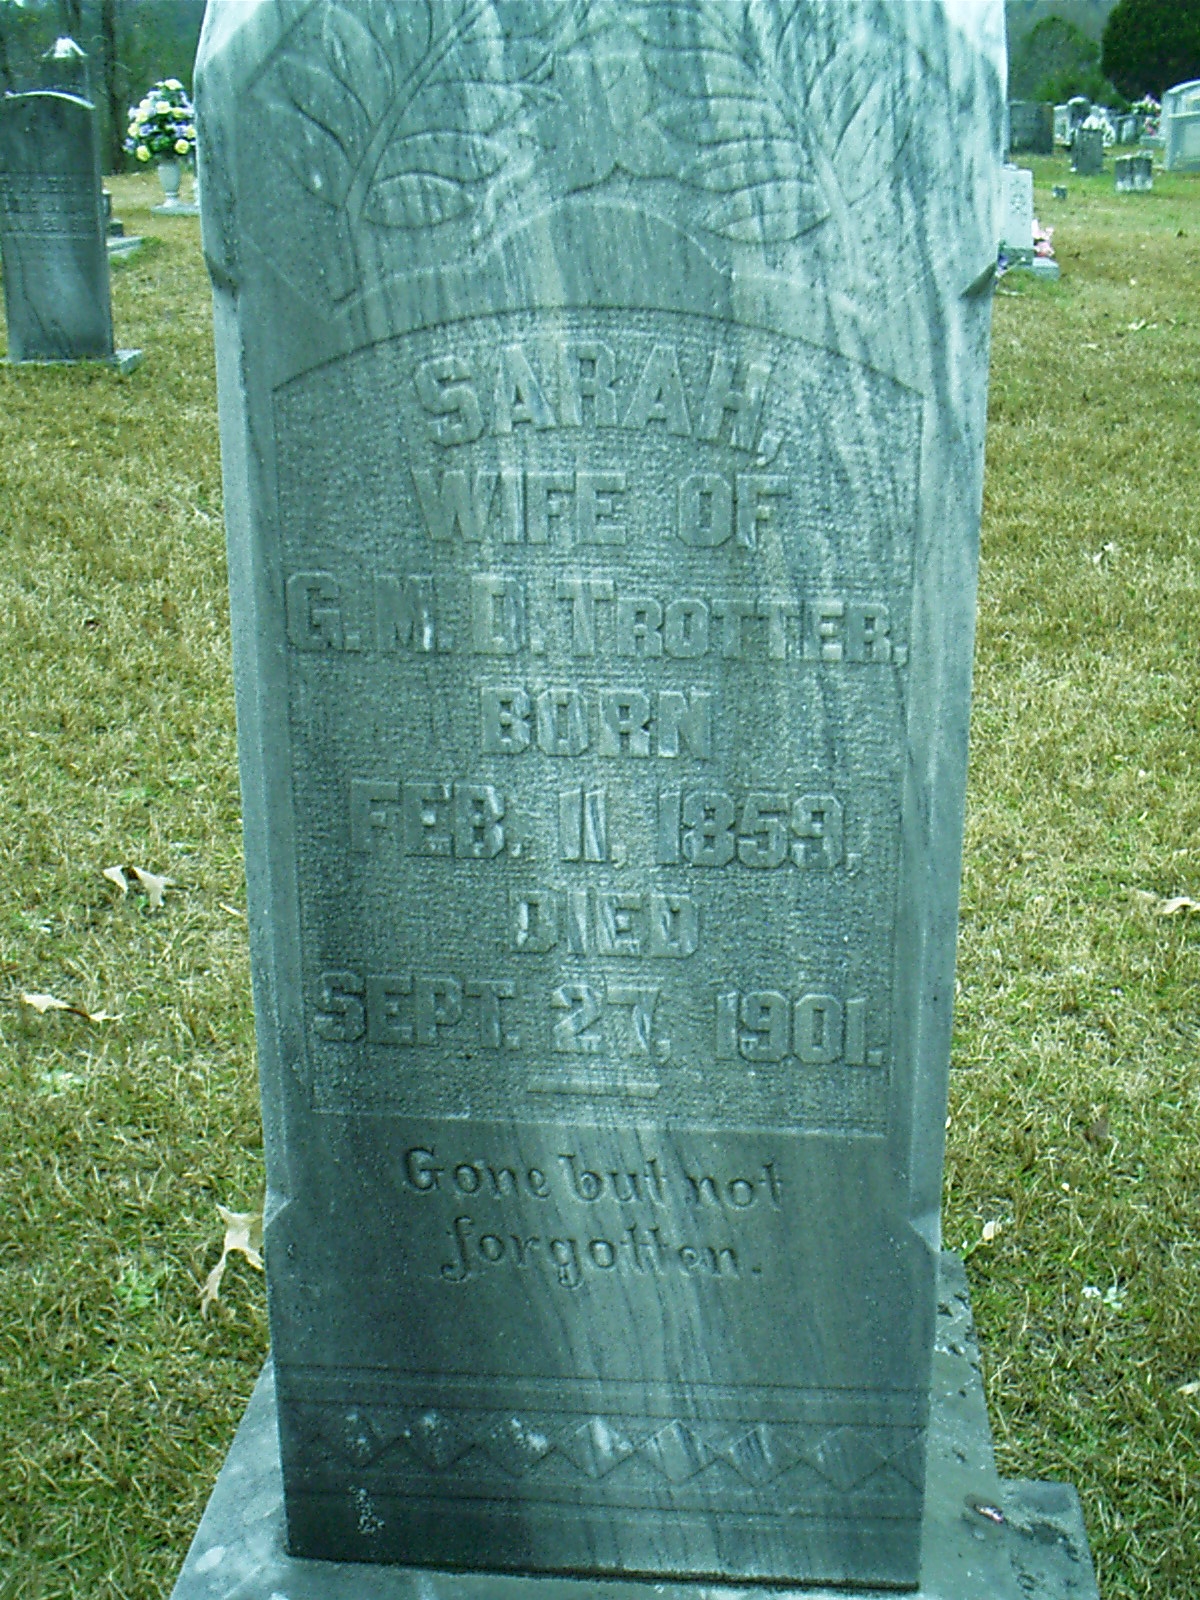 SARAH,
WIFE OF
G. M. D. TROTTER,
BORN
FEB. 11, 1859,
DIED
SEPT. 27, 1901.
Gone but not
forgotten.